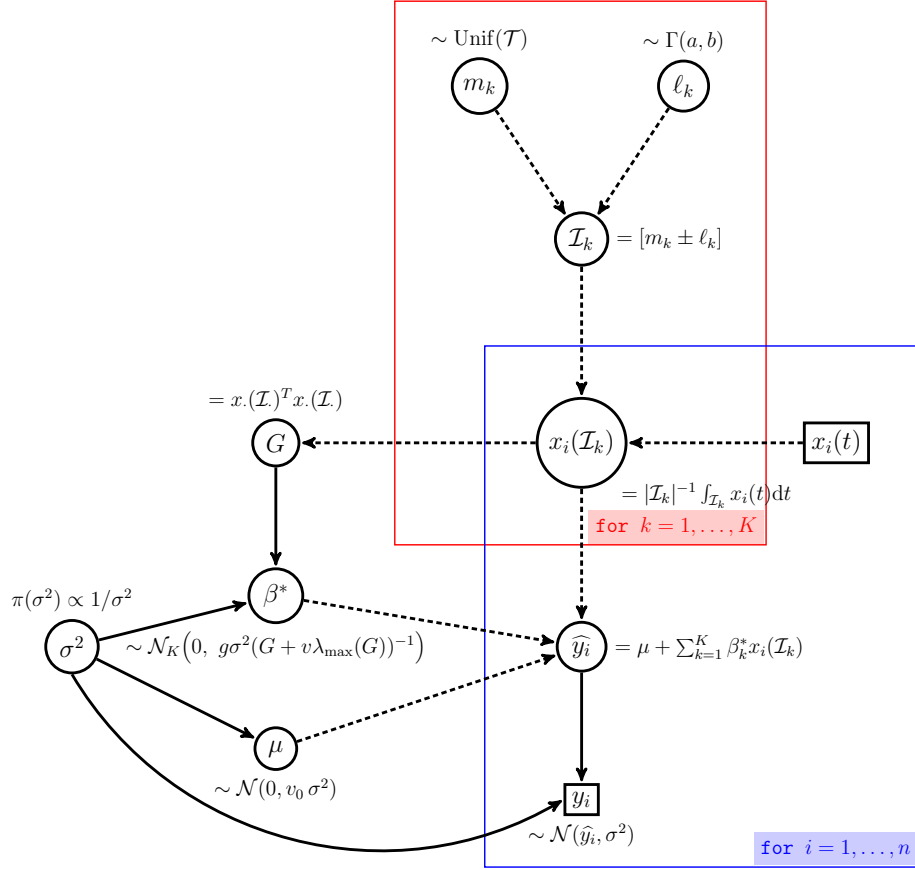 ∼ Unif(𝒯)
∼ Γ(a, b)
m_k
ℓ_k
ℐ_k
= [m_k ± ℓ_k]
= x.(ℐ.)^T x.(ℐ.)
G
x_i(ℐ_k)
x_i(t)
= |ℐ_k|^{-1} ∫_{ℐ_k} x_i(t)dt
for k = 1, . . . , K
π(σ²) ∝ 1/σ²
β*
σ²
∼ 𝒩_K(0, gσ²(G + vλ_max(G))^{-1})
ŷ_i
= μ + ∑_{k=1}^{K} β*_k x_i(ℐ_k)
μ
∼ 𝒩(0, v_0 σ²)
y_i
∼ 𝒩(ŷ_i, σ²)
for i = 1, . . . , n